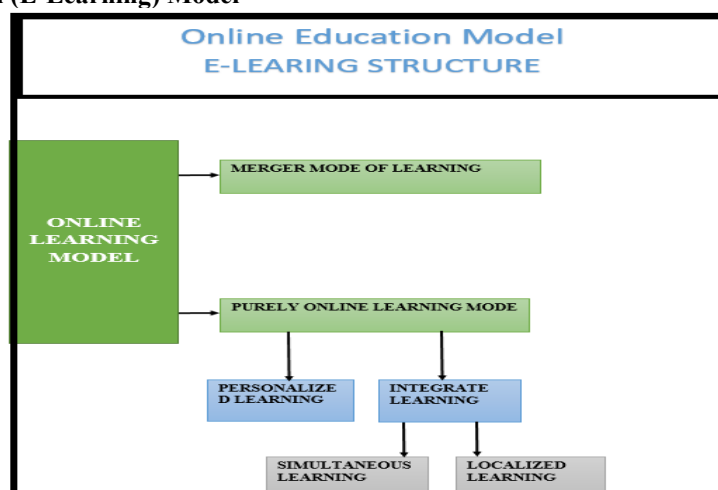 (E-Learning) Model
Online Education Model
E-LEARING STRUCTURE
MERGER MODE OF LEARNING
ONLINE
LEARNING
MODEL
PURELY ONLINE LEARNING MODE
PERSONALIZE
D LEARNING
INTEGRATE
LEARNING
SIMULTANEOUS
LEARNING
LOCALIZED
LEARNING